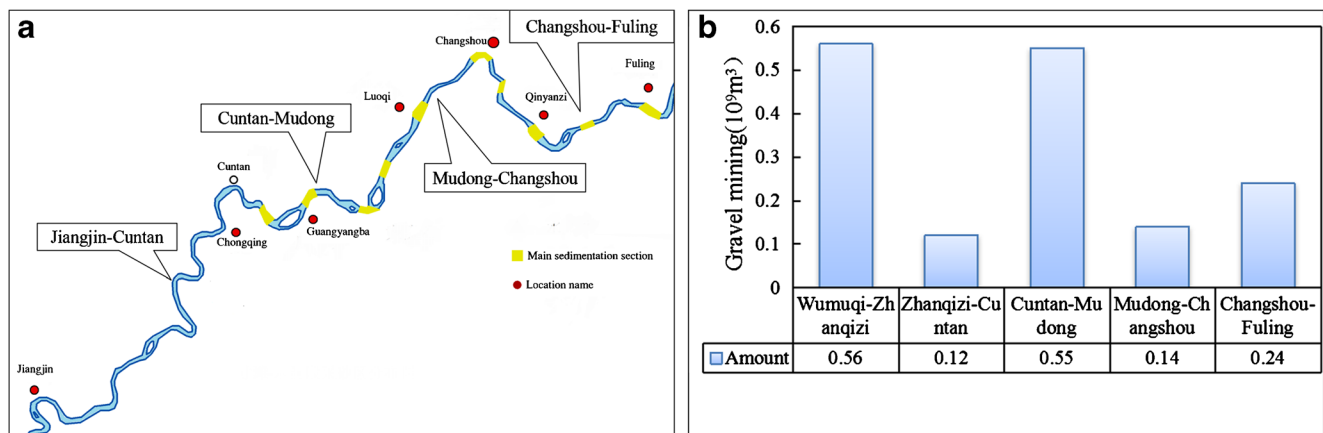 a
Changshou-Fuling
Changshou
Fuling
Luoqi
Qinyanzi
Cuntan-Mudong
Mudong-Changshou
Cuntan
Jiangjin-Cuntan
Chongqing
Guangyangba
Main sedimentation section
Location name
Jiangjin
b
Gravel mining(10⁹m³)
0.6
0.5
0.4
0.3
0.2
0.1
0
Wumuqi-Zh
anqizi
Zhanqizi-Cu
ntan
Cuntan-Mu
dong
Mudong-Ch
angshou
Changshou-
Fuling
Amount 0.56 0.12 0.55 0.14 0.24